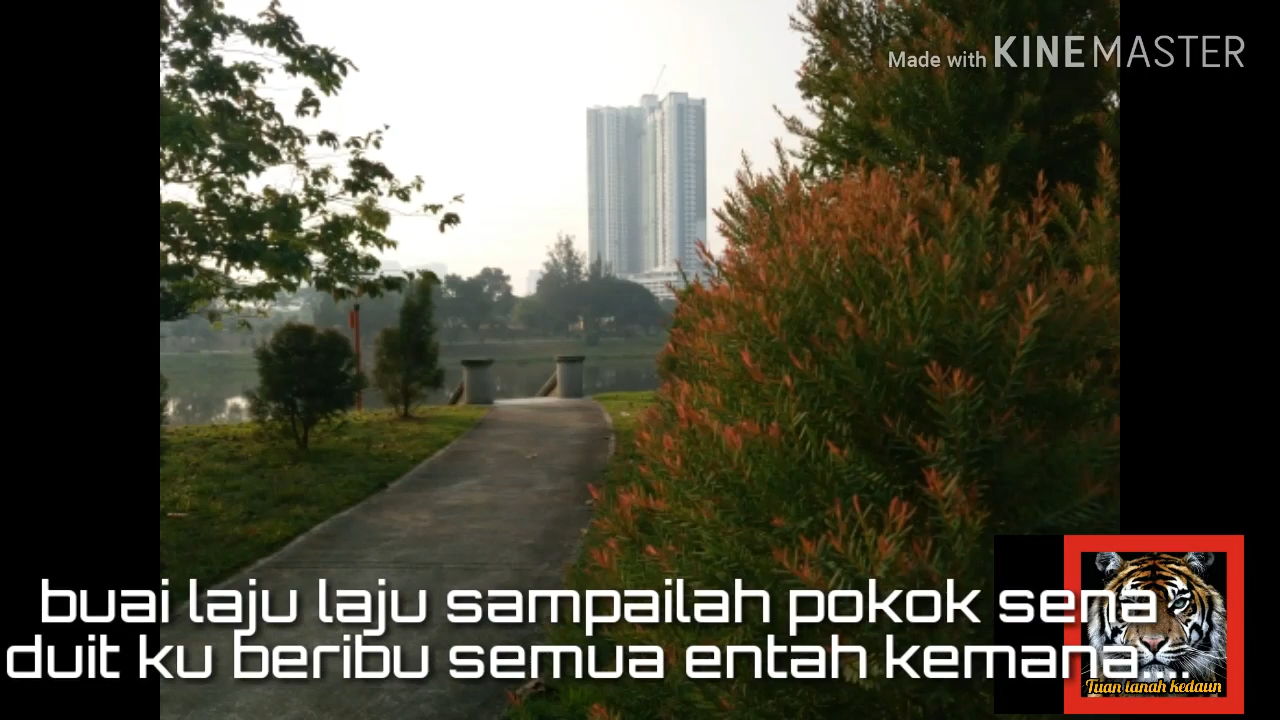 Made with KINEMASTER
buai laju laju sampailah pokok sena
duit ku beribu semua entah kemana...
Tuan tanah kedaun